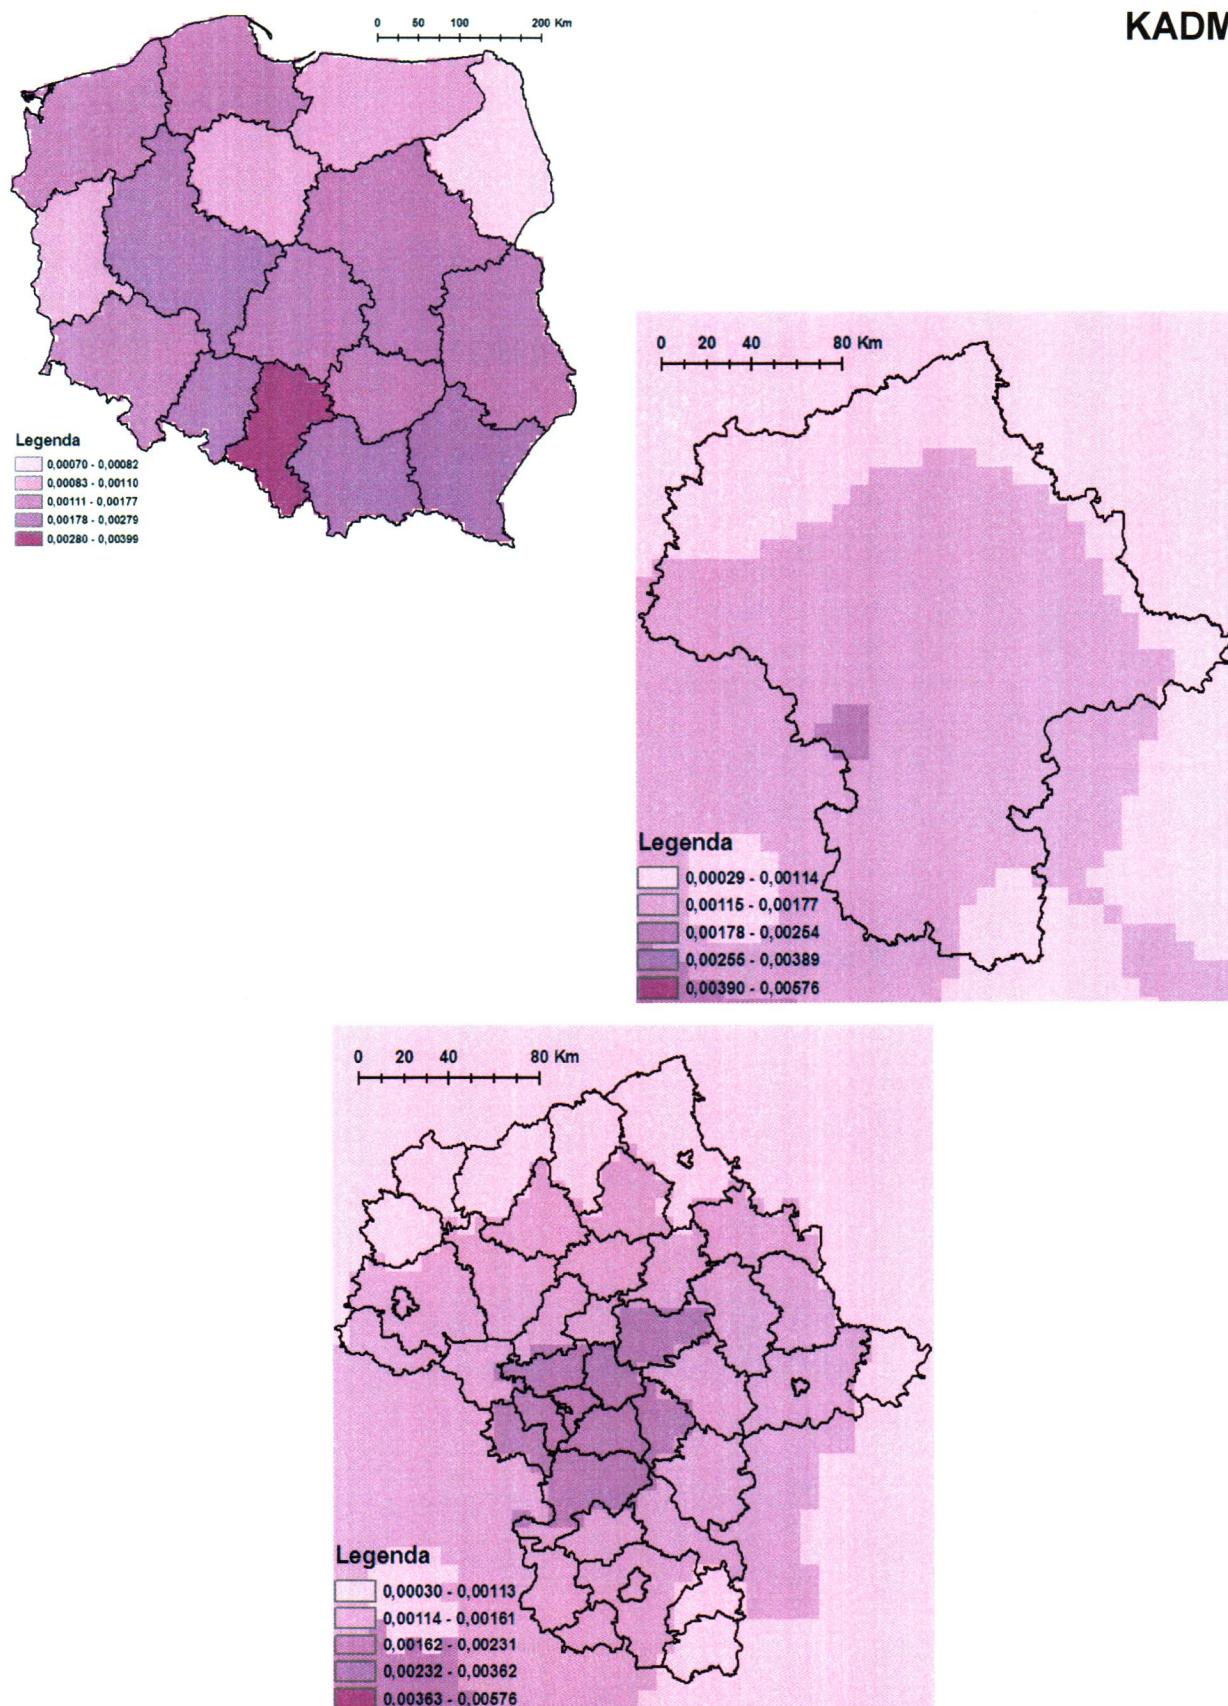 KADM
0 50 100 200 Km
Legenda
0,00070 - 0,00082
0,00083 - 0,00110
0,00111 - 0,00177
0,00178 - 0,00279
0,00280 - 0,00399
0 20 40 80 Km
Legenda
0,00029 - 0,00114
0,00115 - 0,00177
0,00178 - 0,00254
0,00255 - 0,00389
0,00390 - 0,00576
0 20 40 80 Km
Legenda
0,00030 - 0,00113
0,00114 - 0,00161
0,00162 - 0,00231
0,00232 - 0,00362
0,00363 - 0,00576